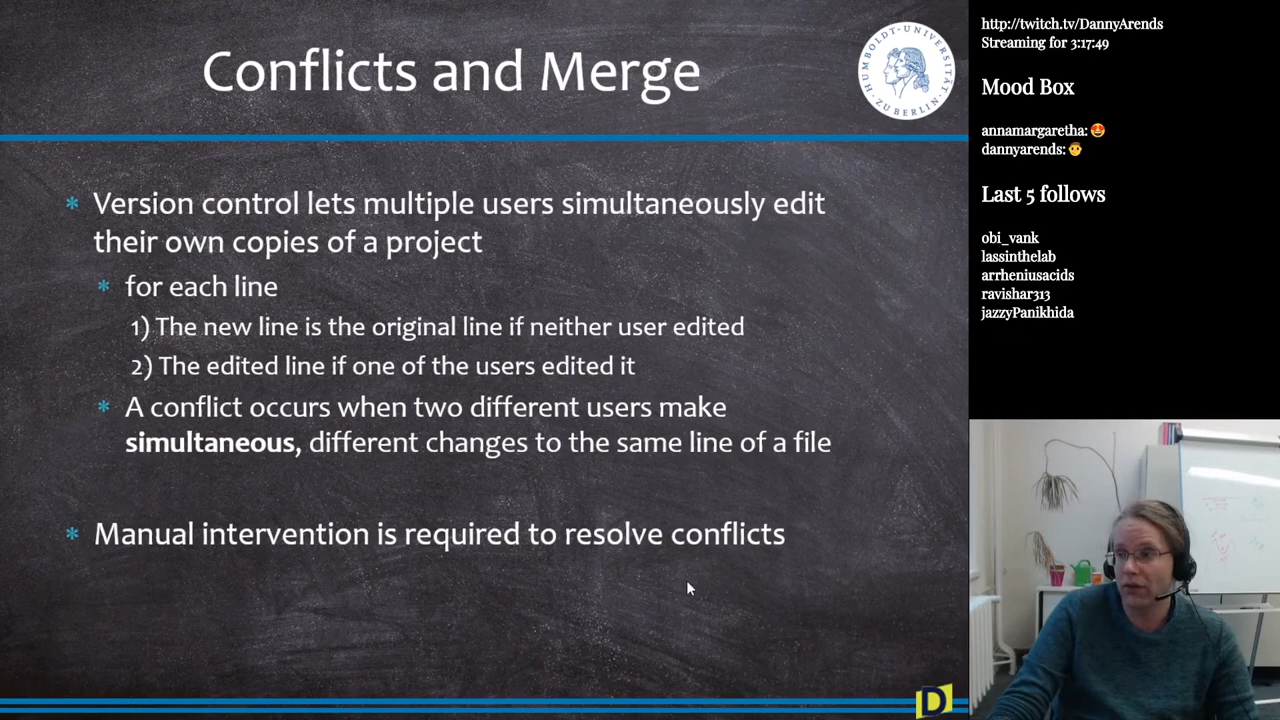 Conflicts and Merge
HUMBOLDT-UNIVERSITÄT
ZU BERLIN
* Version control lets multiple users simultaneously edit
their own copies of a project
* for each line
1) The new line is the original line if neither user edited
2) The edited line if one of the users edited it
* A conflict occurs when two different users make
simultaneous, different changes to the same line of a file
* Manual intervention is required to resolve conflicts
D
http://twitch.tv/DannyArends
Streaming for 3:17:49
Mood Box
annamargaretha: 😍
dannyarends: 👨
Last 5 follows
obi_vank
lassinthelab
arrheniusacids
ravishar313
jazzyPanikhida